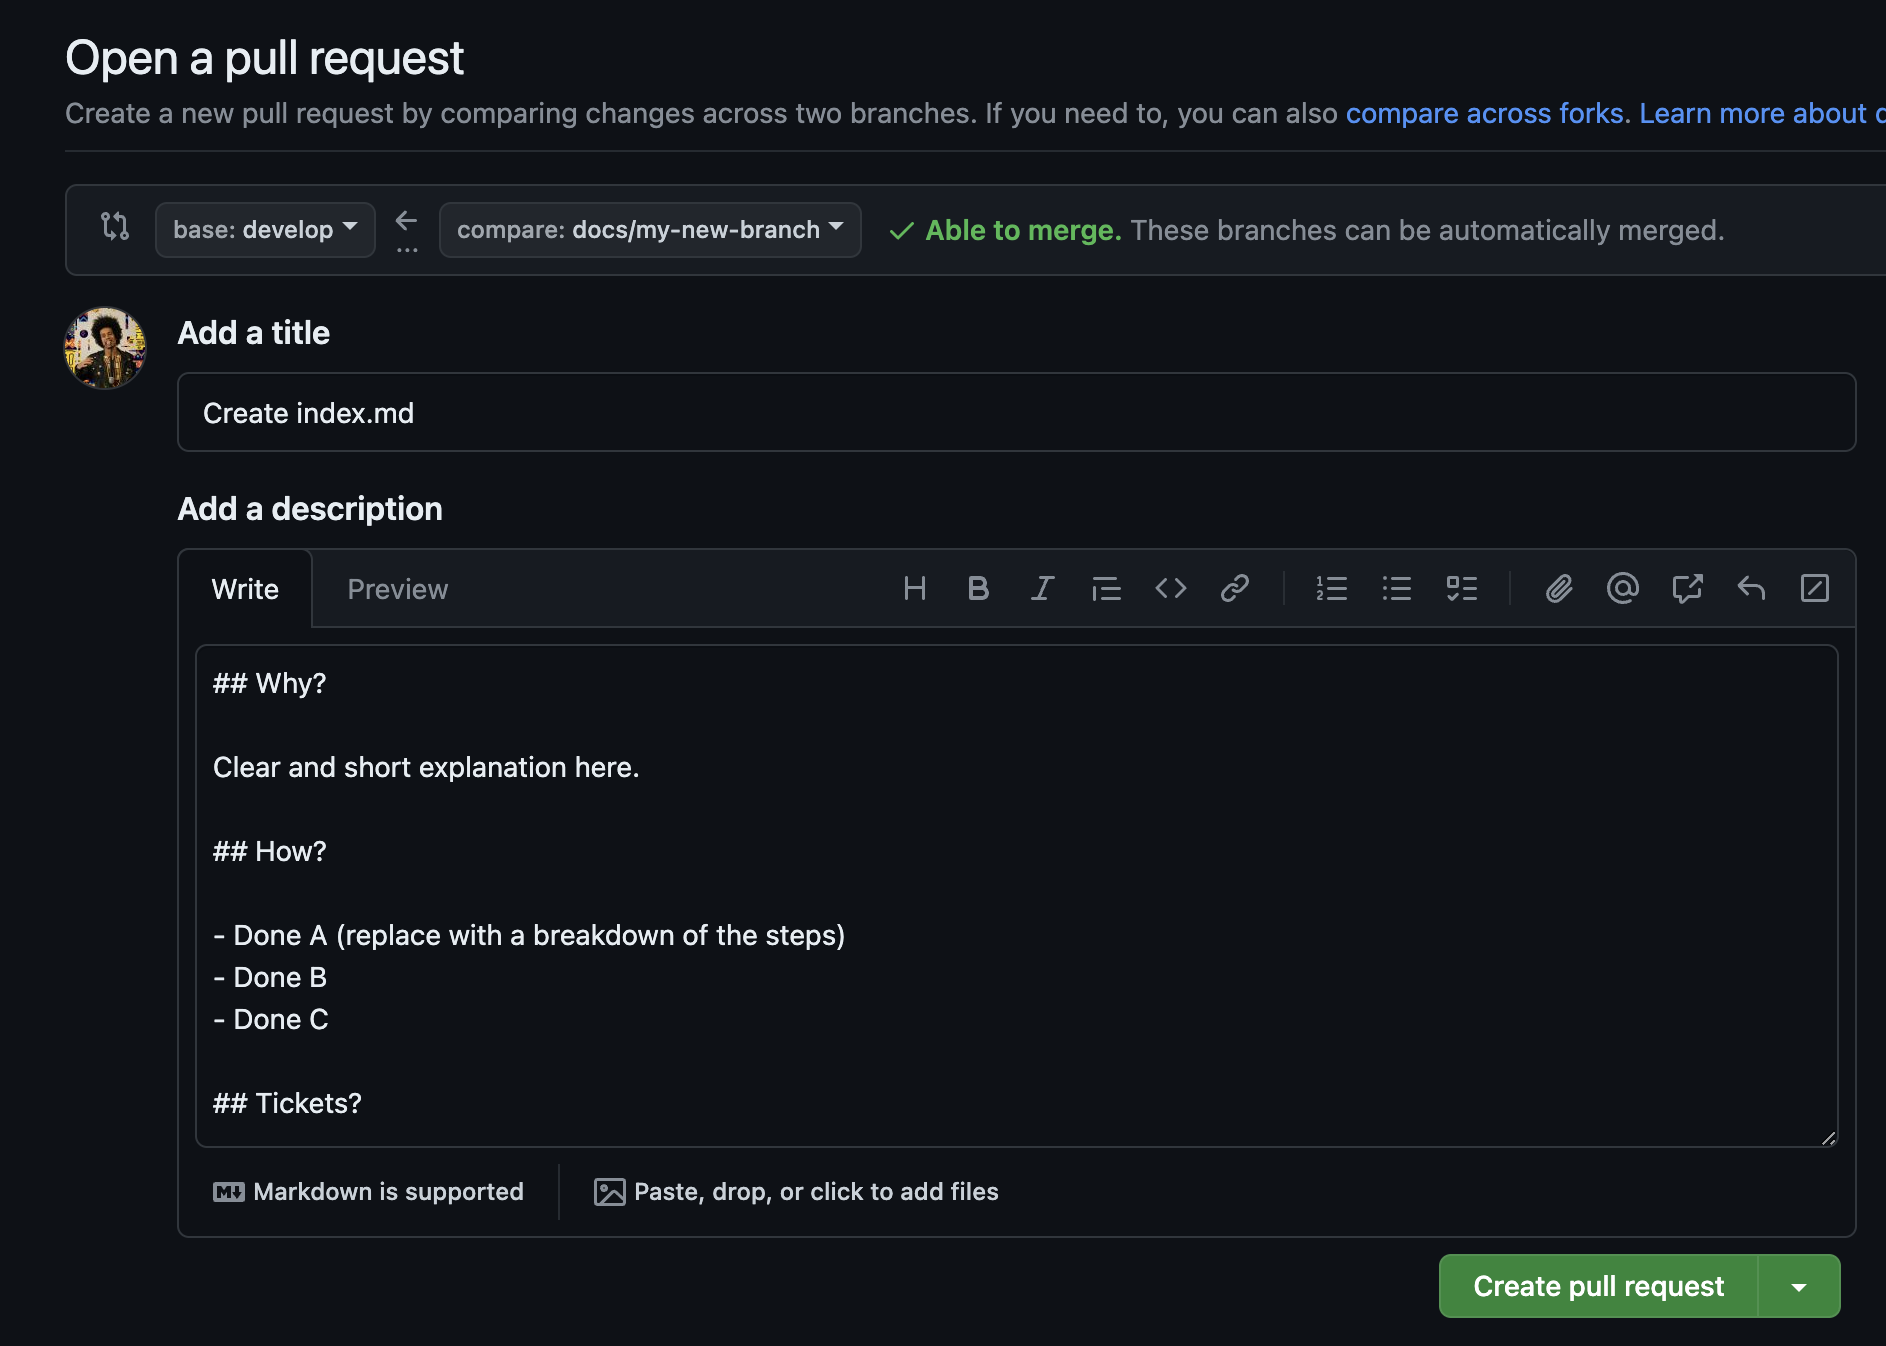 Open a pull request
Create a new pull request by comparing changes across two branches. If you need to, you can also compare across forks. Learn more about
base: develop ← compare: docs/my-new-branch ✓ Able to merge. These branches can be automatically merged.
...
Add a title
Create index.md
Add a description
Write Preview
## Why?
Clear and short explanation here.
## How?
- Done A (replace with a breakdown of the steps)
- Done B
- Done C
## Tickets?
Markdown is supported Paste, drop, or click to add files
Create pull request